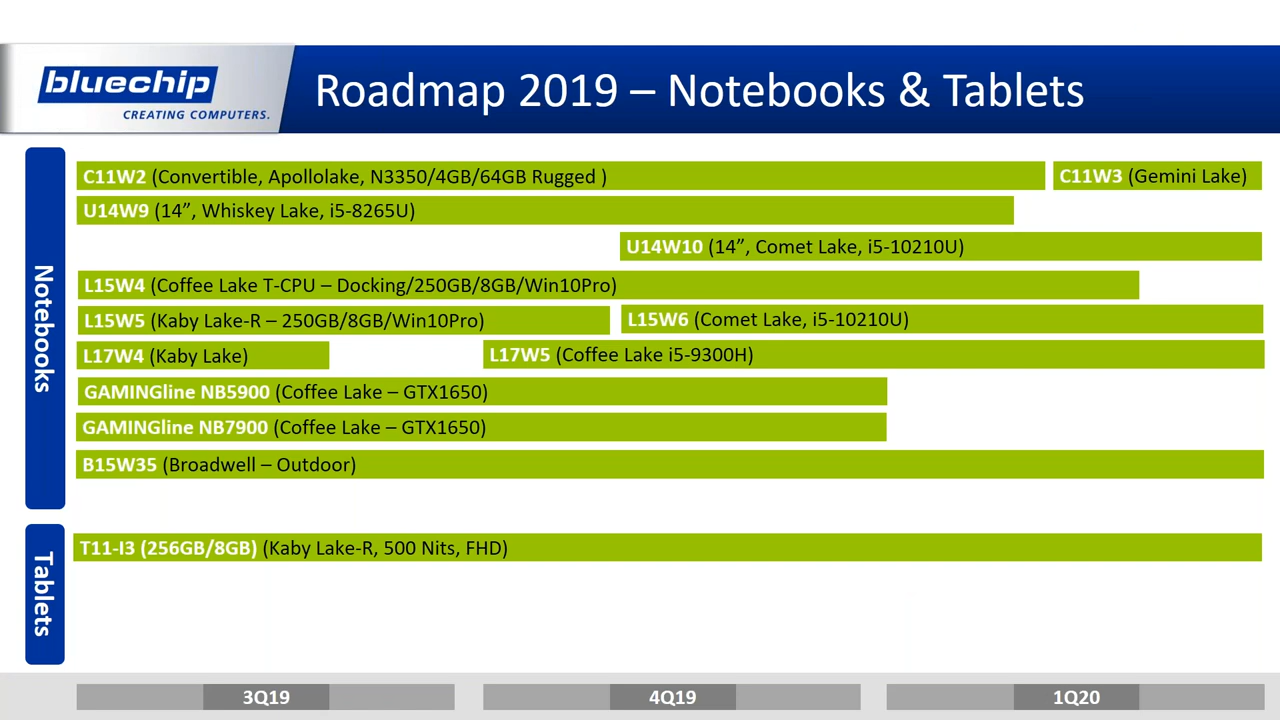 bluechip
CREATING COMPUTERS.
Roadmap 2019 – Notebooks & Tablets
Notebooks
C11W2 (Convertible, Apollolake, N3350/4GB/64GB Rugged )
C11W3 (Gemini Lake)
U14W9 (14”, Whiskey Lake, i5-8265U)
U14W10 (14”, Comet Lake, i5-10210U)
L15W4 (Coffee Lake T-CPU – Docking/250GB/8GB/Win10Pro)
L15W5 (Kaby Lake-R – 250GB/8GB/Win10Pro)
L15W6 (Comet Lake, i5-10210U)
L17W4 (Kaby Lake)
L17W5 (Coffee Lake i5-9300H)
GAMINGline NB5900 (Coffee Lake – GTX1650)
GAMINGline NB7900 (Coffee Lake – GTX1650)
B15W35 (Broadwell – Outdoor)
Tablets
T11-I3 (256GB/8GB) (Kaby Lake-R, 500 Nits, FHD)
3Q19
4Q19
1Q20